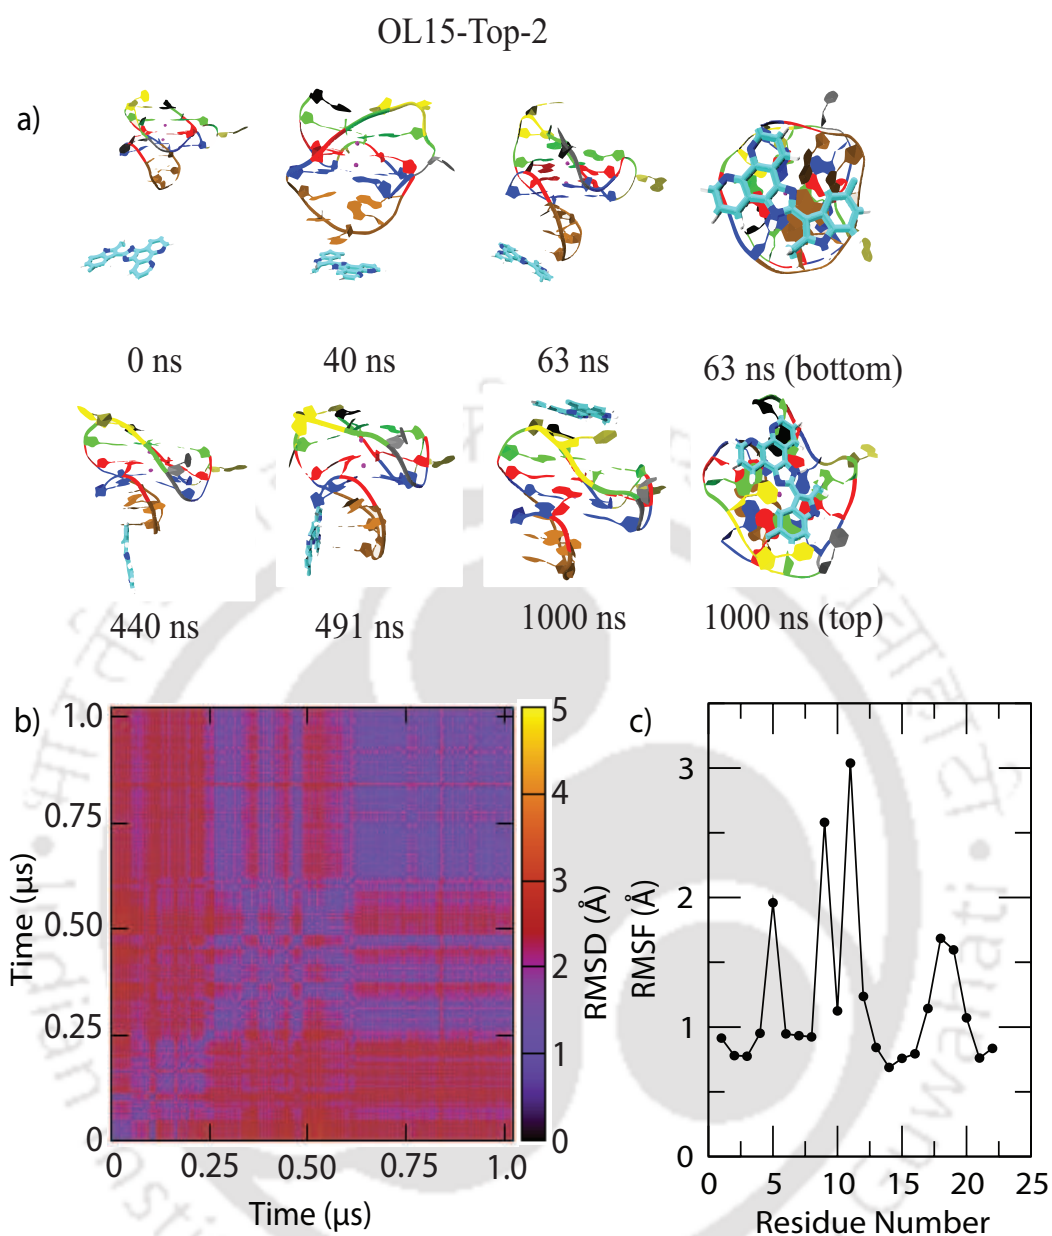 OL15-Top-2
a)
0 ns
40 ns
63 ns
63 ns (bottom)
440 ns
491 ns
1000 ns
1000 ns (top)
b)
1.0
0.75
0.50
0.25
0
Time (μs)
0
0.25
0.50
0.75
1.0
Time (μs)
5
4
3
2
1
0
RMSD (Å)
c)
3
2
1
0
RMSF (Å)
0
5
10
15
20
25
Residue Number
Indian
Guwahati